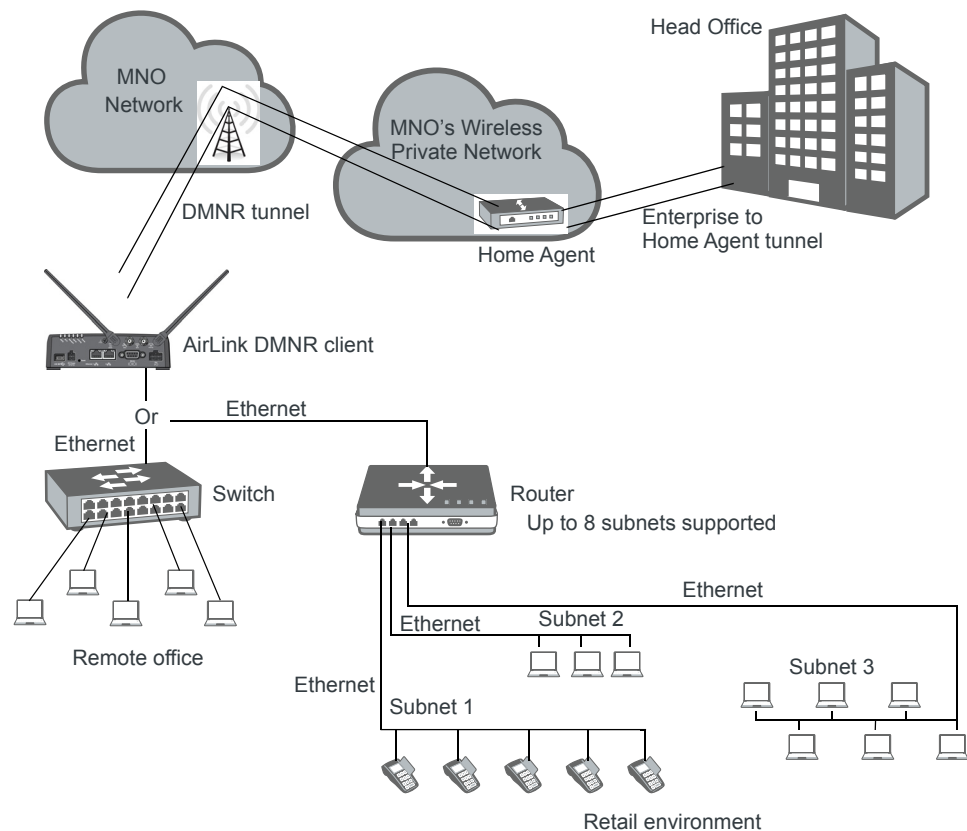 Head Office
MNO
Network
MNO's Wireless
Private Network
DMNR tunnel
Enterprise to
Home Agent tunnel
Home Agent
AirLink DMNR client
Or
Ethernet
Ethernet
Switch
Router
Up to 8 subnets supported
Ethernet
Ethernet
Subnet 2
Remote office
Subnet 3
Ethernet
Subnet 1
Retail environment